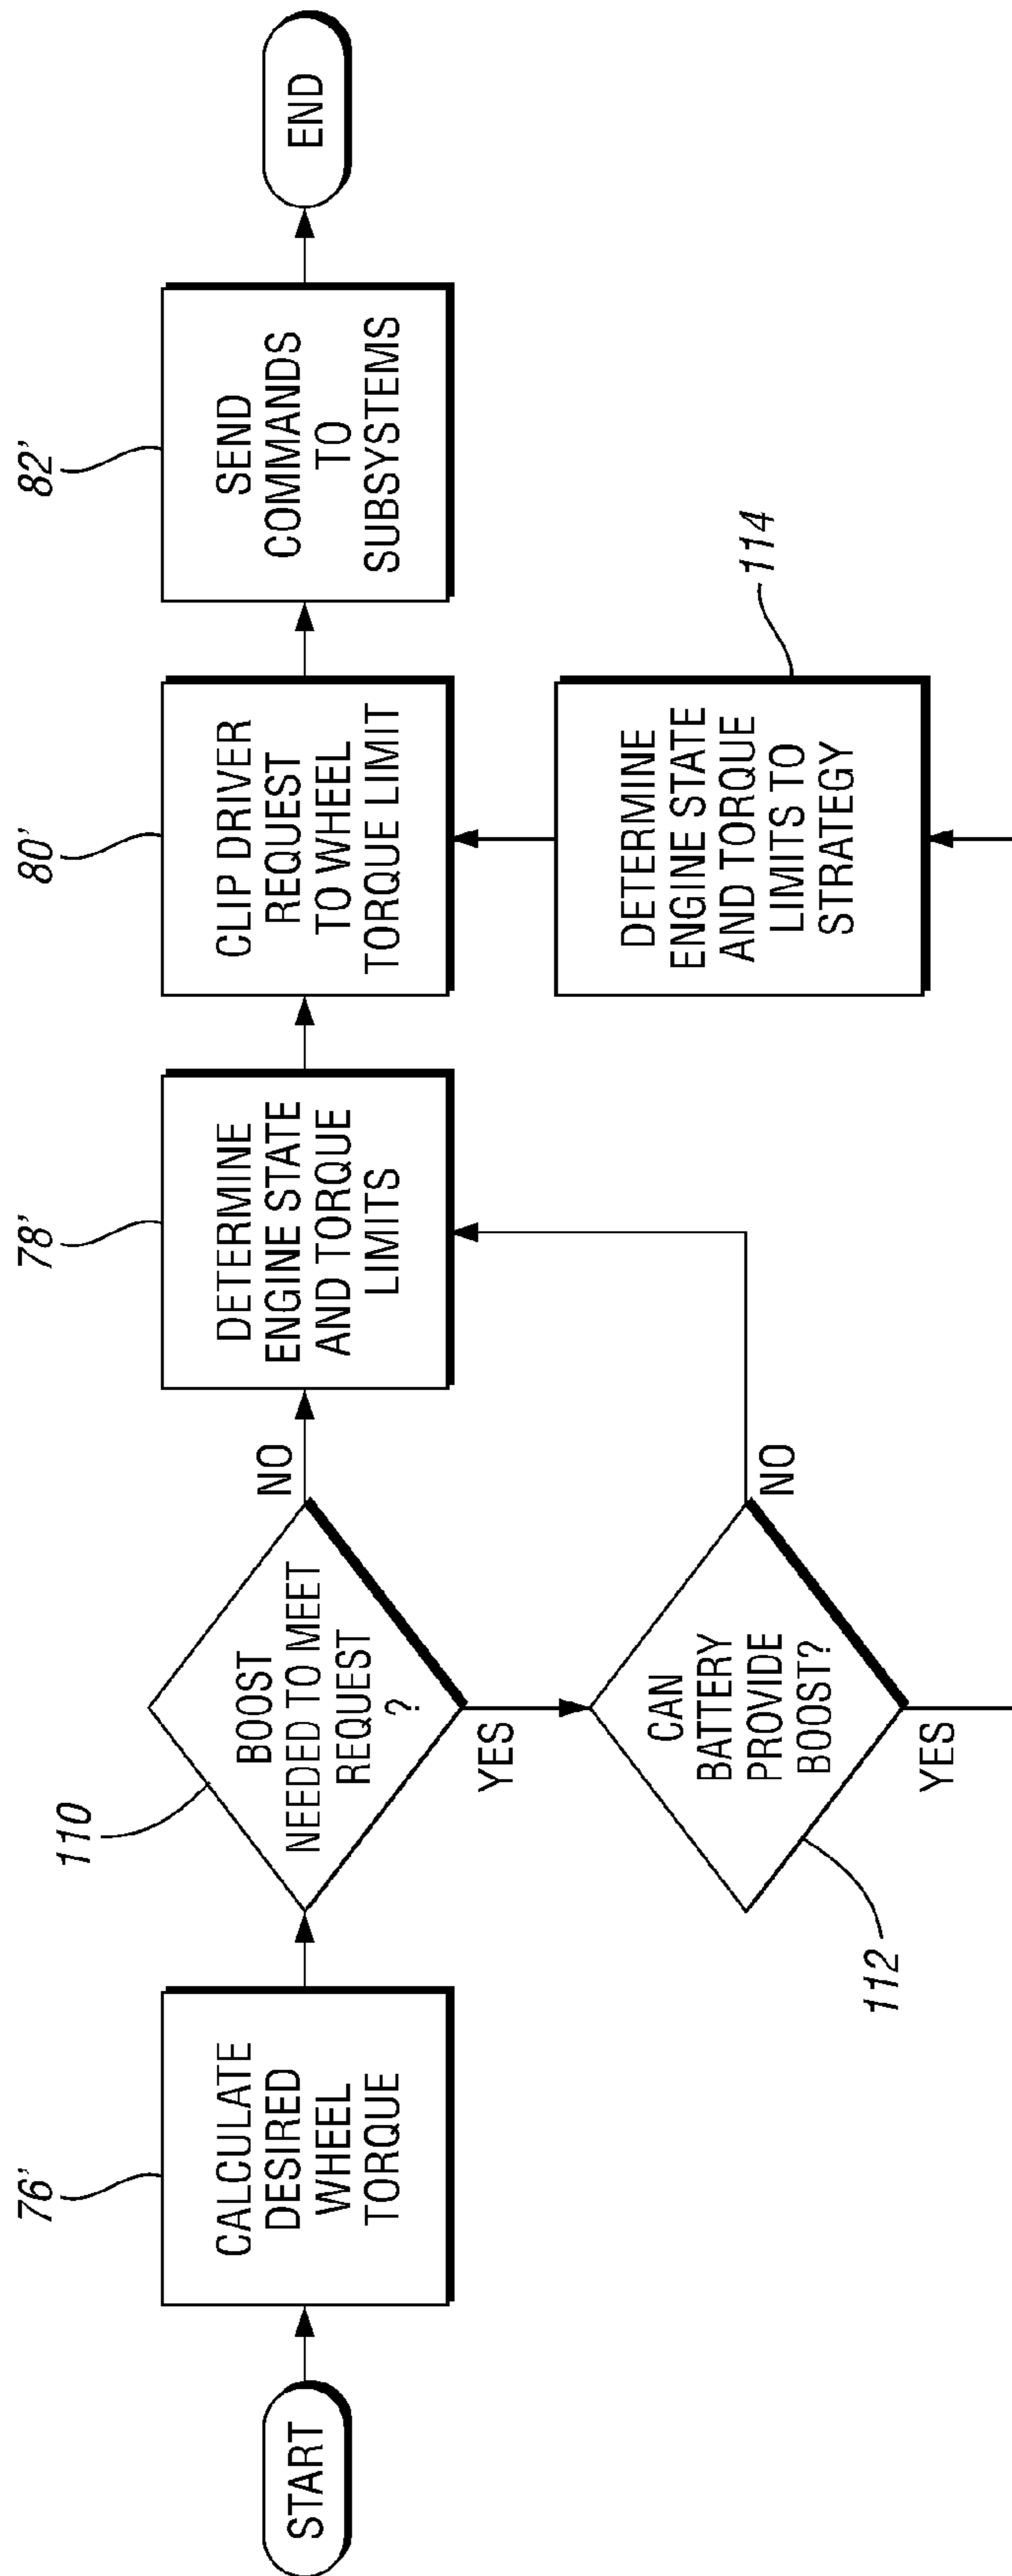 START
76'
CALCULATE
DESIRED
WHEEL
TORQUE
110
BOOST
NEEDED TO MEET
REQUEST
?
NO
YES
78'
DETERMINE
ENGINE STATE
AND TORQUE
LIMITS
80'
CLIP DRIVER
REQUEST
TO WHEEL
TORQUE LIMIT
82'
SEND
COMMANDS
TO
SUBSYSTEMS
END
112
CAN
BATTERY
PROVIDE
BOOST?
NO
YES
114
DETERMINE
ENGINE STATE
AND TORQUE
LIMITS TO
STRATEGY